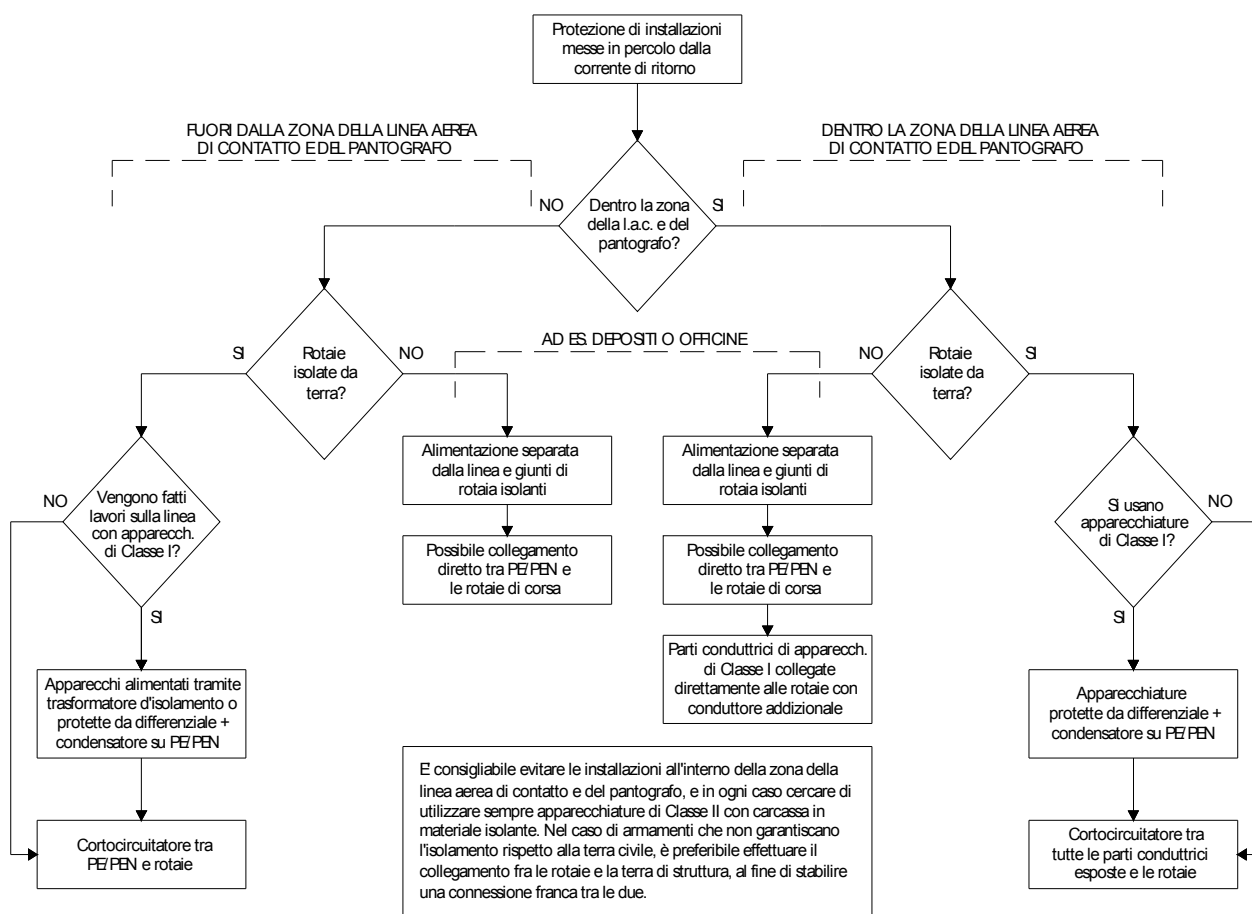 Protezione di installazioni
messe in percolo dalla
corrente di ritorno
FUORI DALLA ZONA DELLA LINEA AEREA
DI CONTATTO E DEL PANTOGRAFO
DENTRO LA ZONA DELLA LINEA AEREA
DI CONTATTO E DEL PANTOGRAFO
NO
Dentro la zona
della l.a.c. e del
pantografo?
SI
AD ES. DEPOSITI O OFFICINE
SI
Rotaie
isolate da
terra?
NO
NO
Rotaie
isolate da
terra?
SI
Alimentazione separata
dalla linea e giunti di
rotaia isolanti
Alimentazione separata
dalla linea e giunti di
rotaia isolanti
NO
Vengono fatti
lavori sulla linea
con apparecch.
di Classe I?
SI
Si usano
apparecchiature
di Classe I?
NO
SI
Possibile collegamento
diretto tra PE/PEN e
le rotaie di corsa
Possibile collegamento
diretto tra PE/PEN e
le rotaie di corsa
Parti conduttrici di apparecch.
di Classe I collegate
direttamente alle rotaie con
conduttore addizionale
Apparecchi alimentati tramite
trasformatore d'isolamento o
protette da differenziale +
condensatore su PE/PEN
Apparecchiature
protette da differenziale +
condensatore su PE/PEN
E' consigliabile evitare le installazioni all'interno della zona della
linea aerea di contatto e del pantografo, e in ogni caso cercare di
utilizzare sempre apparecchiature di Classe II con carcassa in
materiale isolante. Nel caso di armamenti che non garantiscano
l'isolamento rispetto alla terra civile, è preferibile effettuare il
collegamento fra le rotaie e la terra di struttura, al fine di stabilire
una connessione franca tra le due.
Cortocircuitatore tra
PE/PEN e rotaie
Cortocircuitatore tra
tutte le parti conduttrici
esposte e le rotaie